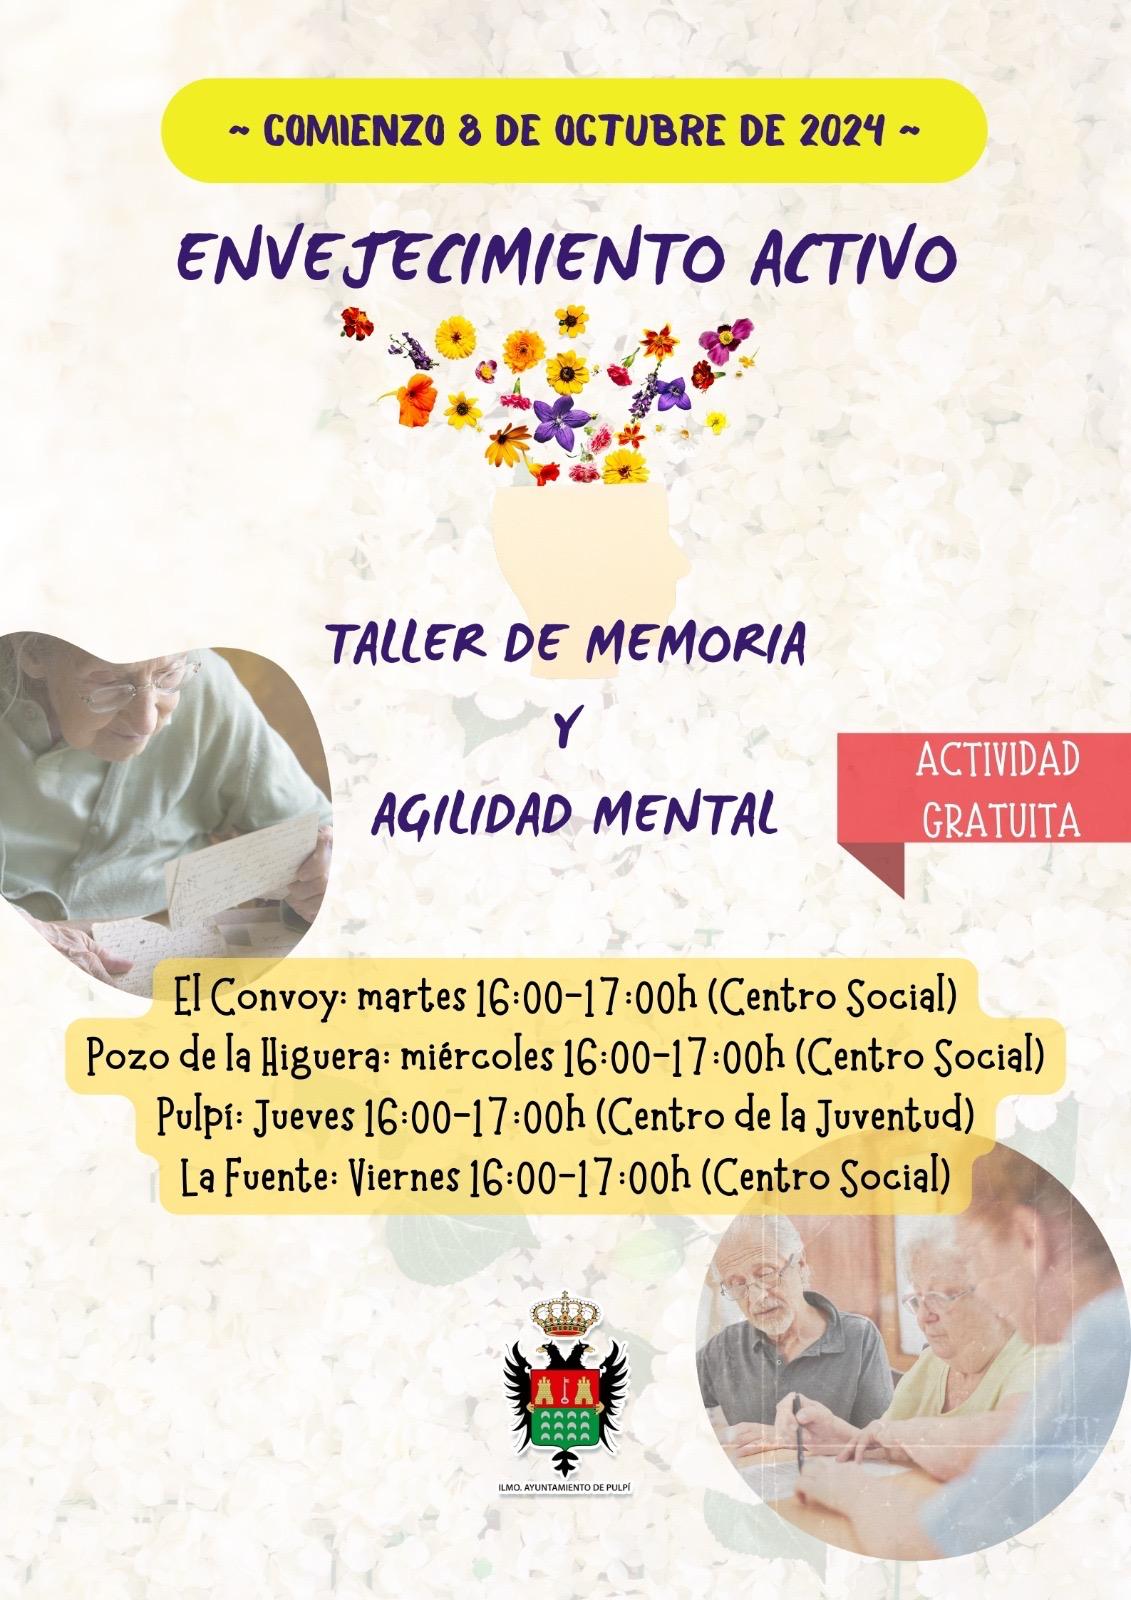 ~ COMIENZO 8 DE OCTUBRE DE 2024 ~
ENVEJECIMIENTO ACTIVO
TALLER DE MEMORIA
Y
AGILIDAD MENTAL
ACTIVIDAD
GRATUITA
El Convoy: martes 16:00-17:00h (Centro Social)
Pozo de la Higuera: miércoles 16:00-17:00h (Centro Social)
Pulpí: Jueves 16:00-17:00h (Centro de la Juventud)
La Fuente: Viernes 16:00-17:00h (Centro Social)
ILMO. AYUNTAMIENTO DE PULPÍ